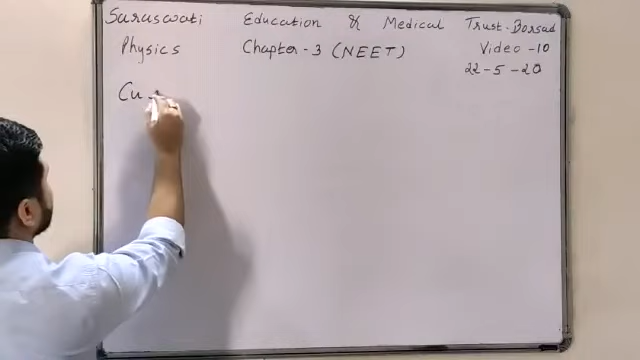 Saraswati Education & Medical Trust-Borsad
Physics Chapter-3 (NEET) Video -10
22-5-20
Cu